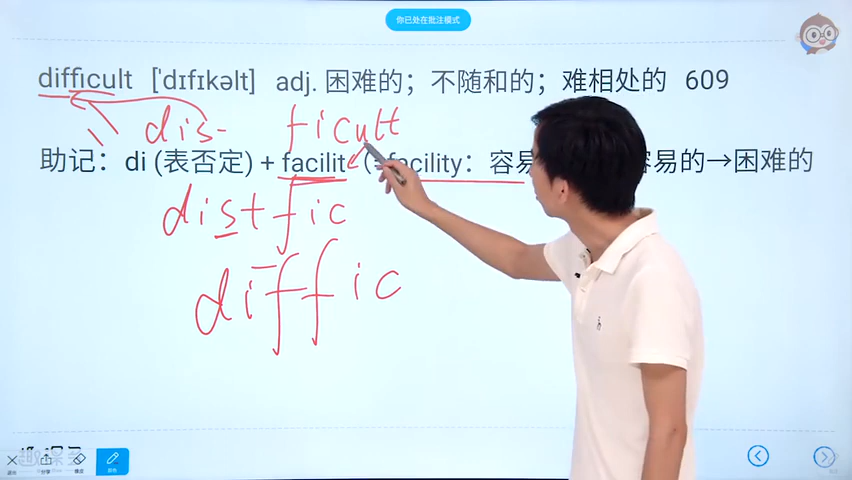 你已处在批注模式
difficult ['dɪfɪkəlt] adj. 困难的；不随和的；难相处的 609
dis- ficult
助记：di (表否定) + facilit (=facility：容易 容易的→困难的
dis+fic
diffic